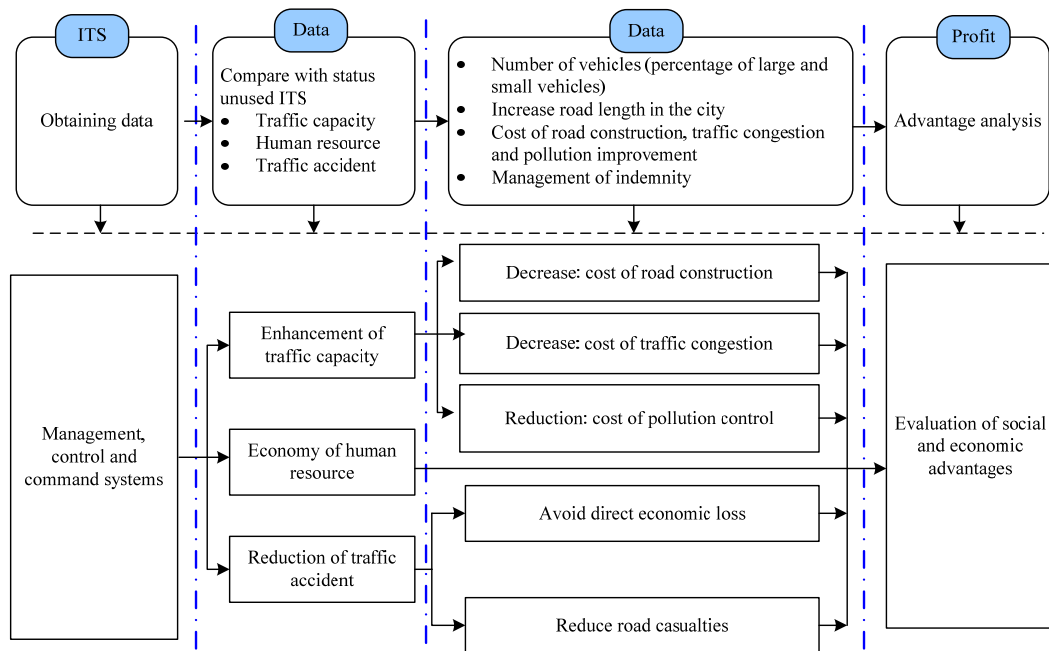 ITS
Data
Data
Profit
Obtaining data
Compare with status
unused ITS
• Traffic capacity
• Human resource
• Traffic accident
• Number of vehicles (percentage of large and
small vehicles)
• Increase road length in the city
• Cost of road construction, traffic congestion
and pollution improvement
• Management of indemnity
Advantage analysis
Management,
control and
command systems
Enhancement of
traffic capacity
Economy of human
resource
Reduction of traffic
accident
Decrease: cost of road construction
Decrease: cost of traffic congestion
Reduction: cost of pollution control
Avoid direct economic loss
Reduce road casualties
Evaluation of social
and economic
advantages